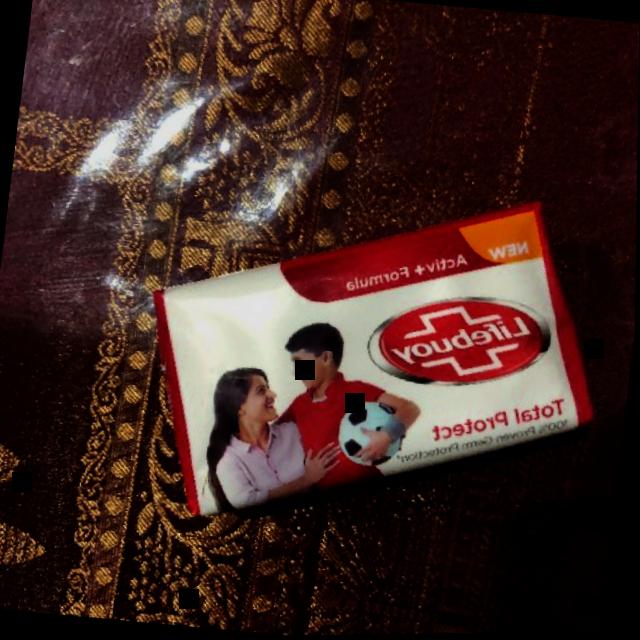 NEW
Activ+ Formula
Lifebuoy
Total Protect
100% Proven Germ Protection*